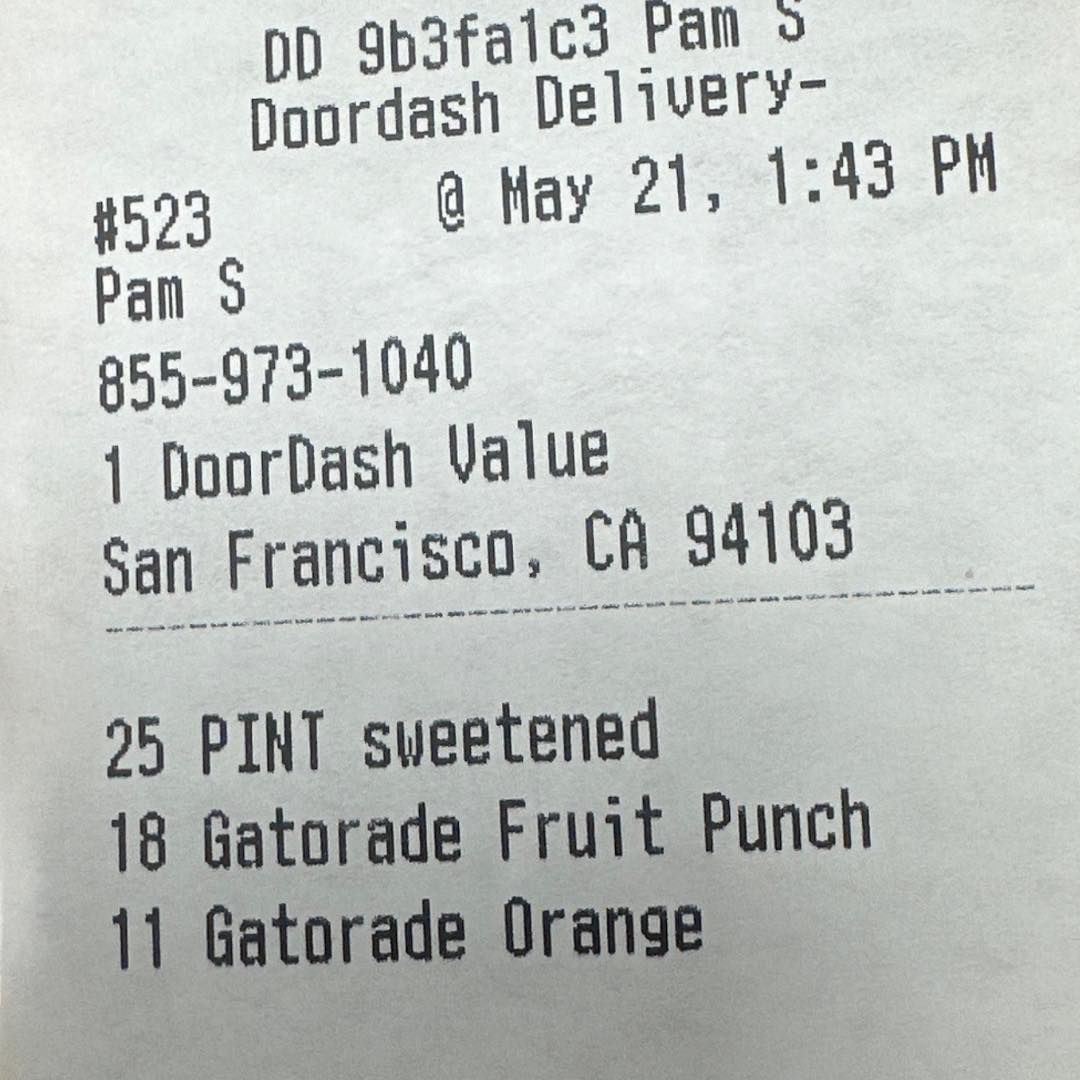 DD 9b3fa1c3 Pam S
Doordash Delivery-
#523 @ May 21, 1:43 PM
Pam S
855-973-1040
1 DoorDash Value
San Francisco, CA 94103
25 PINT sweetened
18 Gatorade Fruit Punch
11 Gatorade Orange